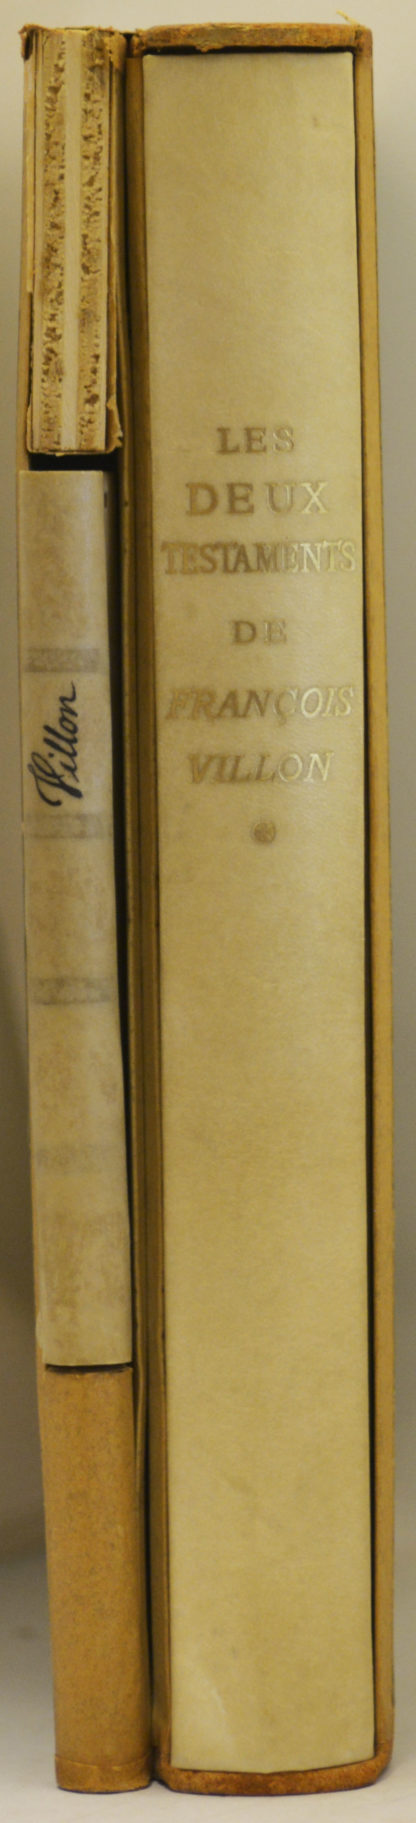 Villon
LES
DEUX
TESTAMENTS
DE
FRANÇOIS
VILLON